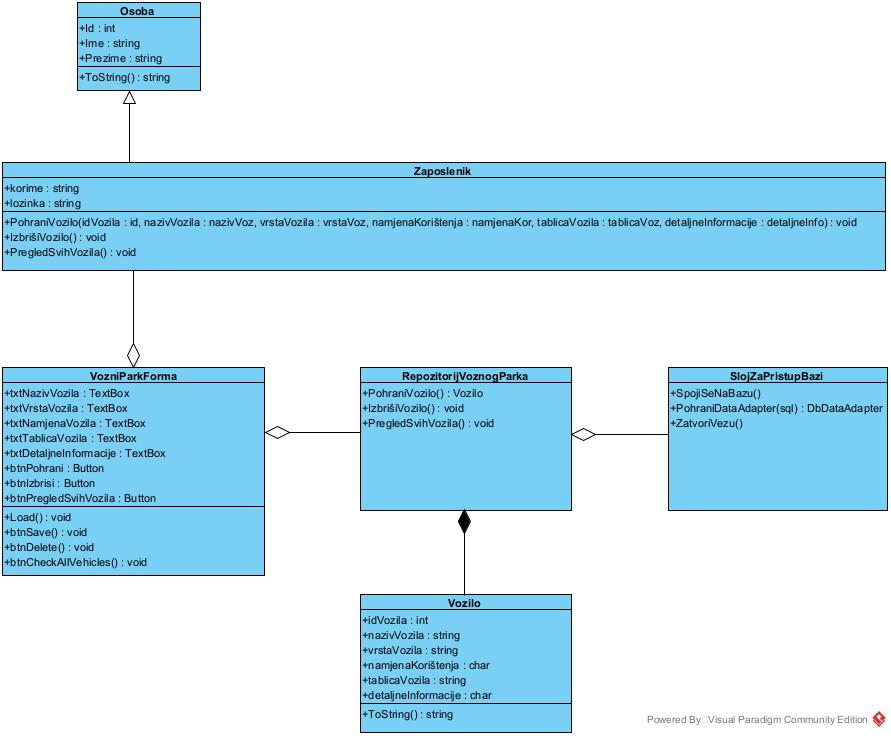 Osoba
+Id : int
+Ime : string
+Prezime : string
+ToString() : string
Zaposlenik
+korime : string
+lozinka : string
+PohraniVozilo(idVozila : id, nazivVozila : nazivVoz, vrstaVozila : vrstaVoz, namjenaKorištenja : namjenaKor, tablicaVozila : tablicaVoz, detaljneInformacije : detaljneInfo) : void
+IzbrišiVozilo() : void
+PregledSvihVozila() : void
VozniParkForma
+txtNazivVozila : TextBox
+txtVrstaVozila : TextBox
+txtNamjenaVozila : TextBox
+txtTablicaVozila : TextBox
+txtDetaljneInformacije : TextBox
+btnPohrani : Button
+btnIzbrisi : Button
+btnPregledSvihVozila : Button
+Load() : void
+btnSave() : void
+btnDelete() : void
+btnCheckAllVehicles() : void
RepozitorijVoznogParka
+PohraniVozilo() : Vozilo
+IzbrišiVozilo() : void
+PregledSvihVozila() : void
SlojZaPristupBazi
+SpojiSeNaBazu()
+PohraniDataAdapter(sql) : DbDataAdapter
+ZatvoriVezu()
Vozilo
+idVozila : int
+nazivVozila : string
+vrstaVozila : string
+namjenaKorištenja : char
+tablicaVozila : string
+detaljneInformacije : char
+ToString() : string
Powered By Visual Paradigm Community Edition